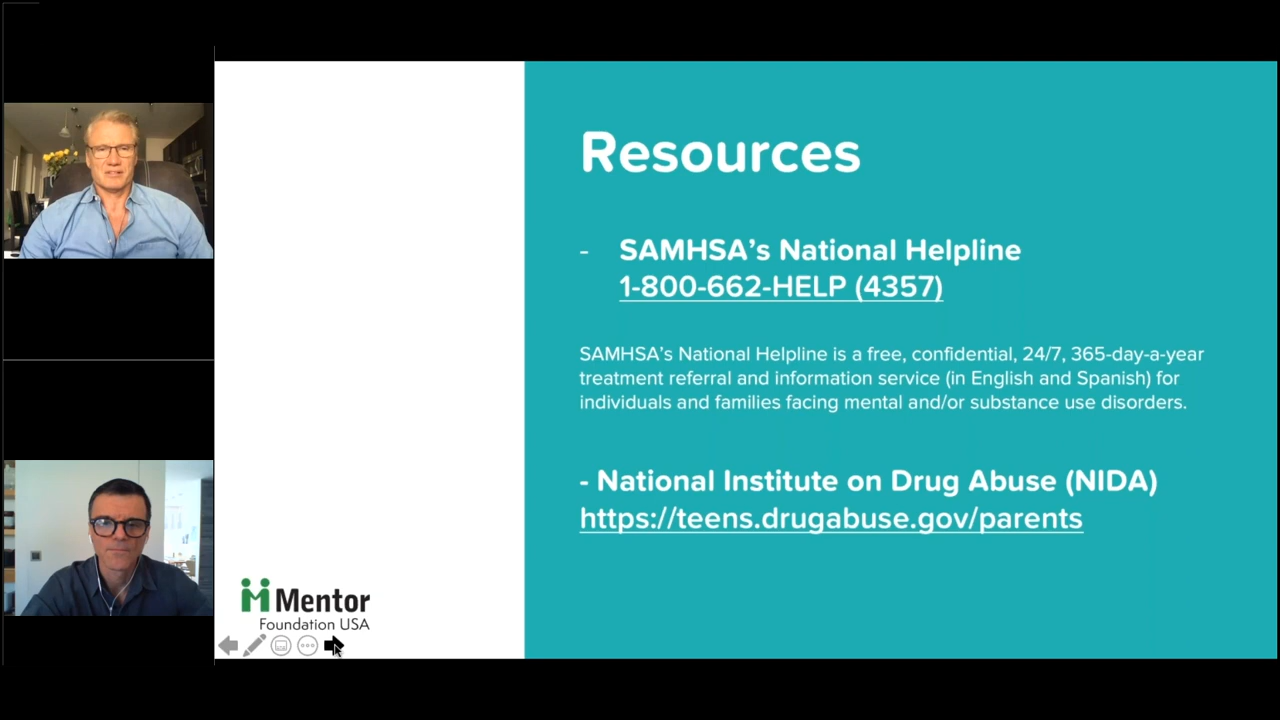 Resources
- SAMHSA’s National Helpline
1-800-662-HELP (4357)
SAMHSA’s National Helpline is a free, confidential, 24/7, 365-day-a-year
treatment referral and information service (in English and Spanish) for
individuals and families facing mental and/or substance use disorders.
- National Institute on Drug Abuse (NIDA)
https://teens.drugabuse.gov/parents
Mentor
Foundation USA